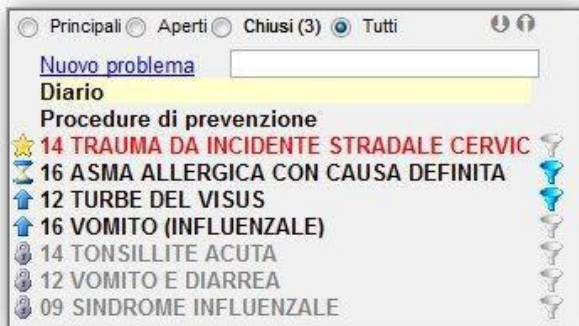 Principali Aperti Chiusi (3) Tutti
Nuovo problema
Diario
Procedure di prevenzione
14 TRAUMA DA INCIDENTE STRADALE CERVIC
16 ASMA ALLERGICA CON CAUSA DEFINITA
12 TURBE DEL VISUS
16 VOMITO (INFLUENZALE)
14 TONSILLITE ACUTA
12 VOMITO E DIARREA
09 SINDROME INFLUENZALE